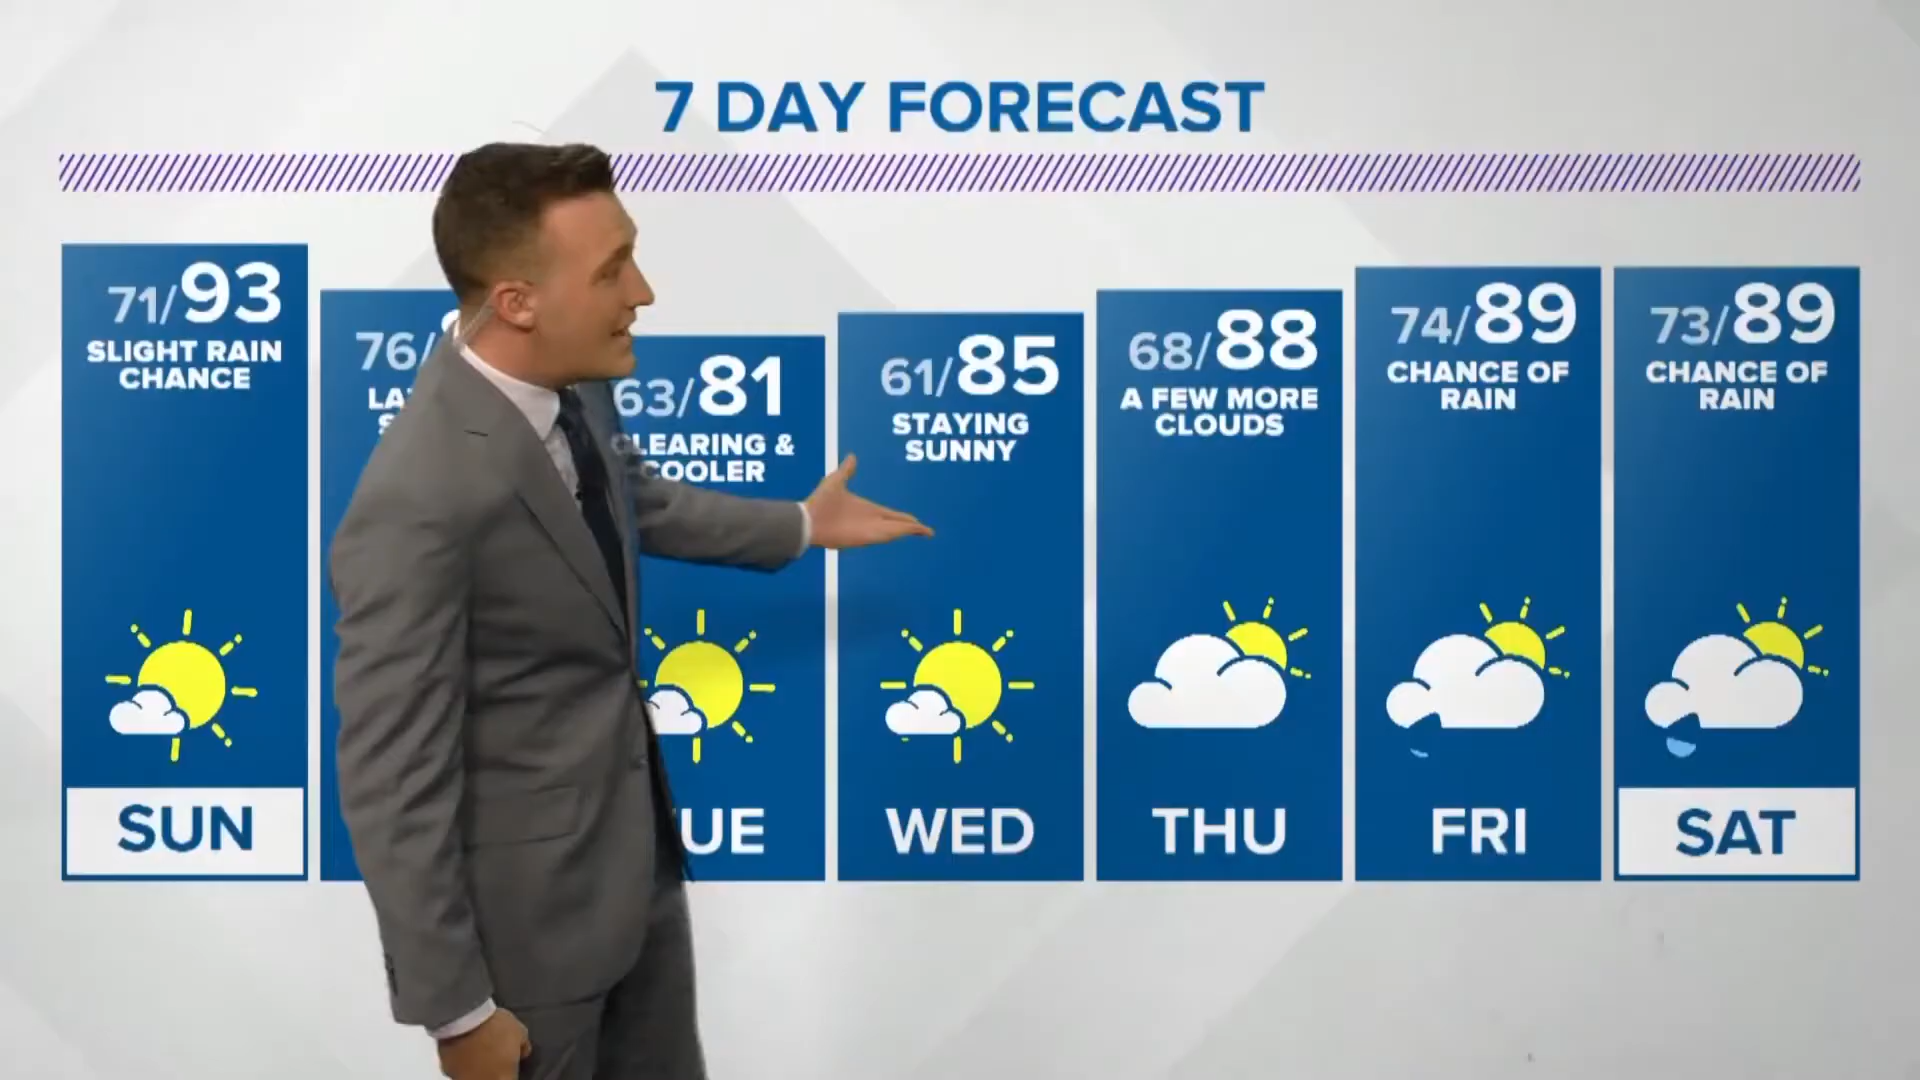 7 DAY FORECAST
71/93
SLIGHT RAIN
CHANCE
SUN
76/
63/81
CLEARING &
COOLER
UE
61/85
STAYING
SUNNY
WED
68/88
A FEW MORE
CLOUDS
THU
74/89
CHANCE OF
RAIN
FRI
73/89
CHANCE OF
RAIN
SAT